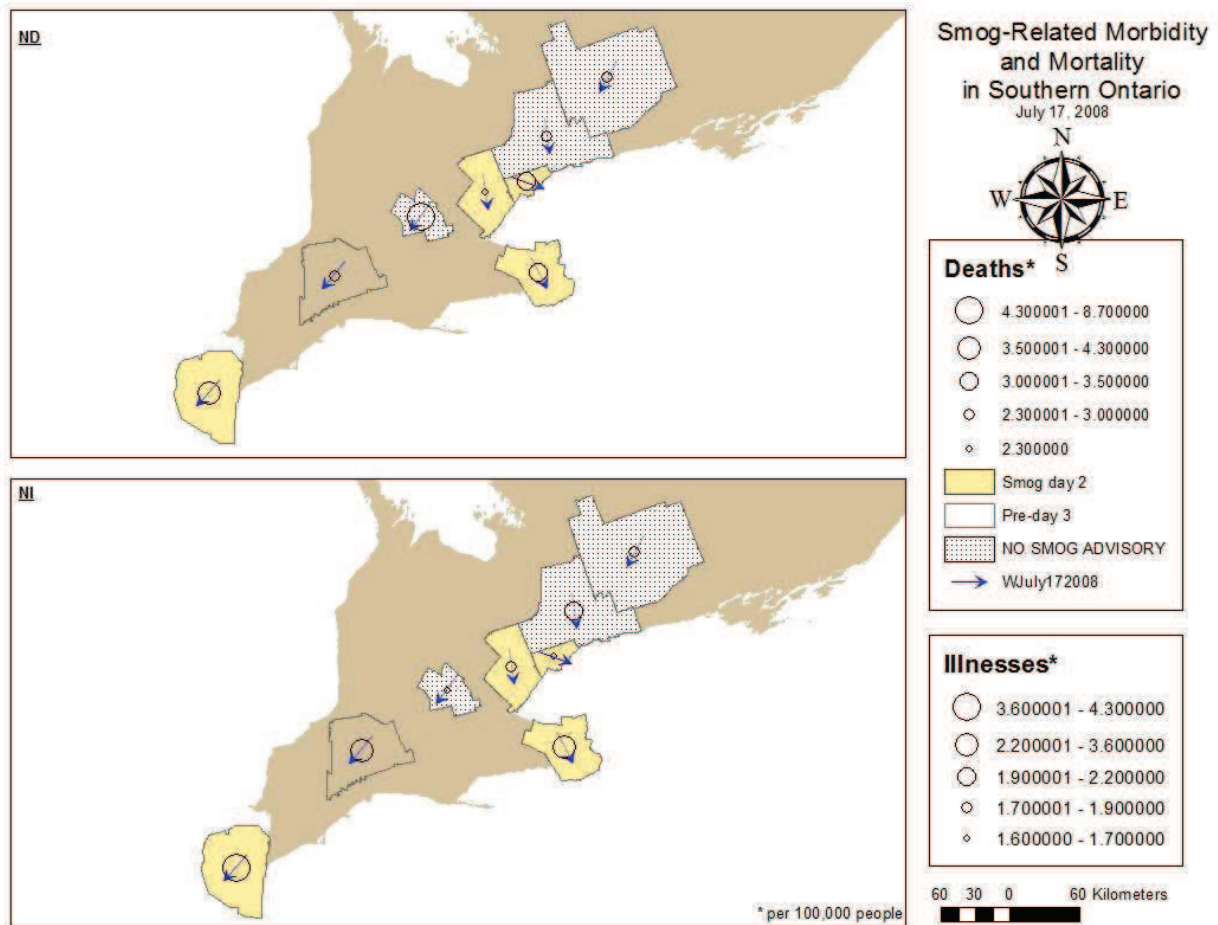 ND
NI
* per 100,000 people
Smog-Related Morbidity
and Mortality
in Southern Ontario
July 17, 2008
N
W E
S
Deaths*
4.300001 - 8.700000
3.500001 - 4.300000
3.000001 - 3.500000
2.300001 - 3.000000
2.300000
Smog day 2
Pre-day 3
NO SMOG ADVISORY
WJuly172008
Illnesses*
3.600001 - 4.300000
2.200001 - 3.600000
1.900001 - 2.200000
1.700001 - 1.900000
1.600000 - 1.700000
60 30 0 60 Kilometers